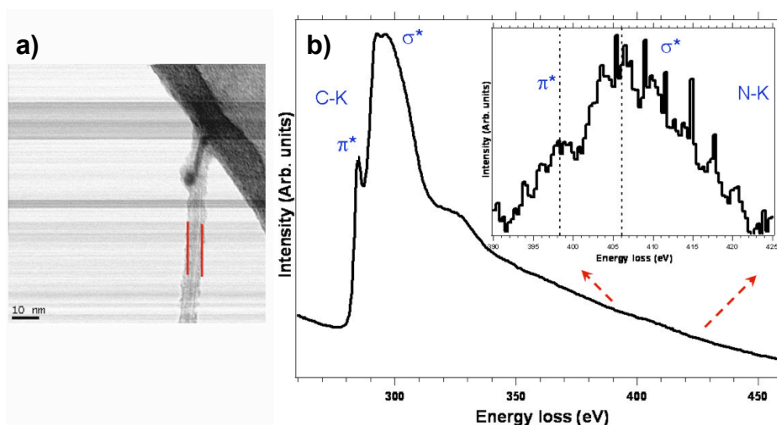 a)
10 nm
b)
C-K
π*
σ*
Intensity (Arb. units)
300
350
400
450
Energy loss (eV)
π*
σ*
N-K
Intensity (Arb. units)
390
395
400
405
410
415
420
425
Energy loss (eV)